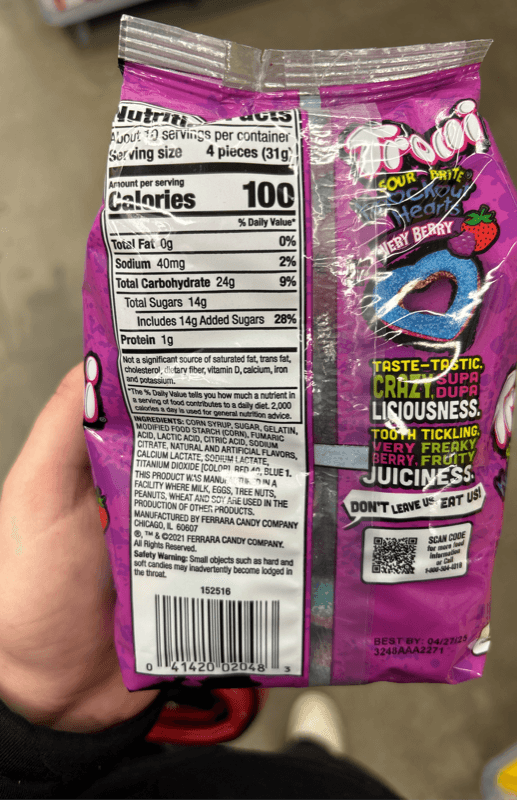 Nutriti
acts
About 10 servings per container
Serving size 4 pieces (31g)
Amount per serving
Calories 100
% Daily Value*
Total Fat 0g 0%
Sodium 40mg 2%
Total Carbohydrate 24g 9%
Total Sugars 14g
Includes 14g Added Sugars 28%
Protein 1g
Not a significant source of saturated fat, trans fat,
cholesterol, dietary fiber, vitamin D, calcium, iron
and potassium.
*The % Daily Value tells you how much a nutrient in
a serving of food contributes to a daily diet. 2,000
calories a day is used for general nutrition advice.
INGREDIENTS: CORN SYRUP, SUGAR, GELATIN,
MODIFIED FOOD STARCH (CORN), FUMARIC
ACID, LACTIC ACID, CITRIC ACID, SODIUM
CITRATE, NATURAL AND ARTIFICIAL FLAVORS,
CALCIUM LACTATE, SODIUM LACTATE,
TITANIUM DIOXIDE [COLOR], RED 40, BLUE 1.
THIS PRODUCT WAS MANU D IN A
FACILITY WHERE MILK, EGGS, TREE NUTS,
PEANUTS, WHEAT AND SOY ARE USED IN THE
PRODUCTION OF OTHER PRODUCTS.
MANUFACTURED BY FERRARA CANDY COMPANY
CHICAGO, IL 60607
®, ™ & ©2021 FERRARA CANDY COMPANY.
All Rights Reserved.
Safety Warning: Small objects such as hard and
soft candies may inadvertently become lodged in
the throat.
152516
0 41420 02048 3
Trolli
SOUR BRITE
Hearts
VERY BERRY
TASTE-TASTIC.
CRAZY SUPA
DUPA
LICIOUSNESS.
TOOTH TICKLING,
VERY FREAKY
BERRY, FRUITY
JUICINESS.
DON'T LEAVE US, EAT US!
SCAN CODE
for more food
information
or Call
BEST BY: 04/27/25
3248AAA2271